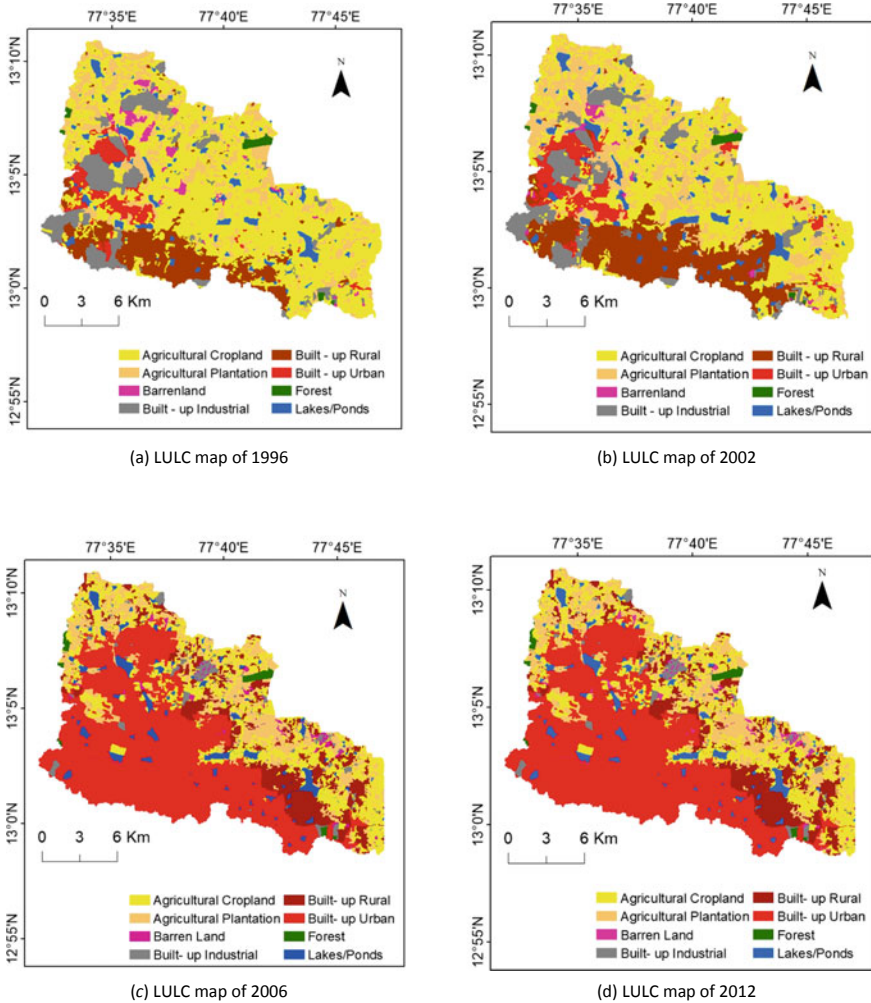 77°35'E 77°40'E
N
13°10'N
13°5'N
13°0'N
12°55'N
0 3 6 Km
Agricultural Cropland Built - up Rural
Agricultural Plantation Built - up Urban
Barrenland Forest
Built - up Industrial Lakes/Ponds
(a) LULC map of 1996
77°35'E 77°40'E 77°45'E
N
13°10'N
13°5'N
13°0'N
12°55'N
0 3 6 Km
Agricultural Cropland Built - up Rural
Agricultural Plantation Built - up Urban
Barrenland Forest
Built - up Industrial Lakes/Ponds
(b) LULC map of 2002
77°35'E 77°40'E 77°45'E
N
13°10'N
13°5'N
13°0'N
12°55'N
0 3 6 Km
Agricultural Cropland Built- up Rural
Agricultural Plantation Built- up Urban
Barren Land Forest
Built- up Industrial Lakes/Ponds
(c) LULC map of 2006
77°35'E 77°40'E 77°45'E
N
13°10'N
13°5'N
13°0'N
12°55'N
0 3 6 Km
Agricultural Cropland Built- up Rural
Agricultural Plantation Built- up Urban
Barren Land Forest
Built- up Industrial Lakes/Ponds
(d) LULC map of 2012